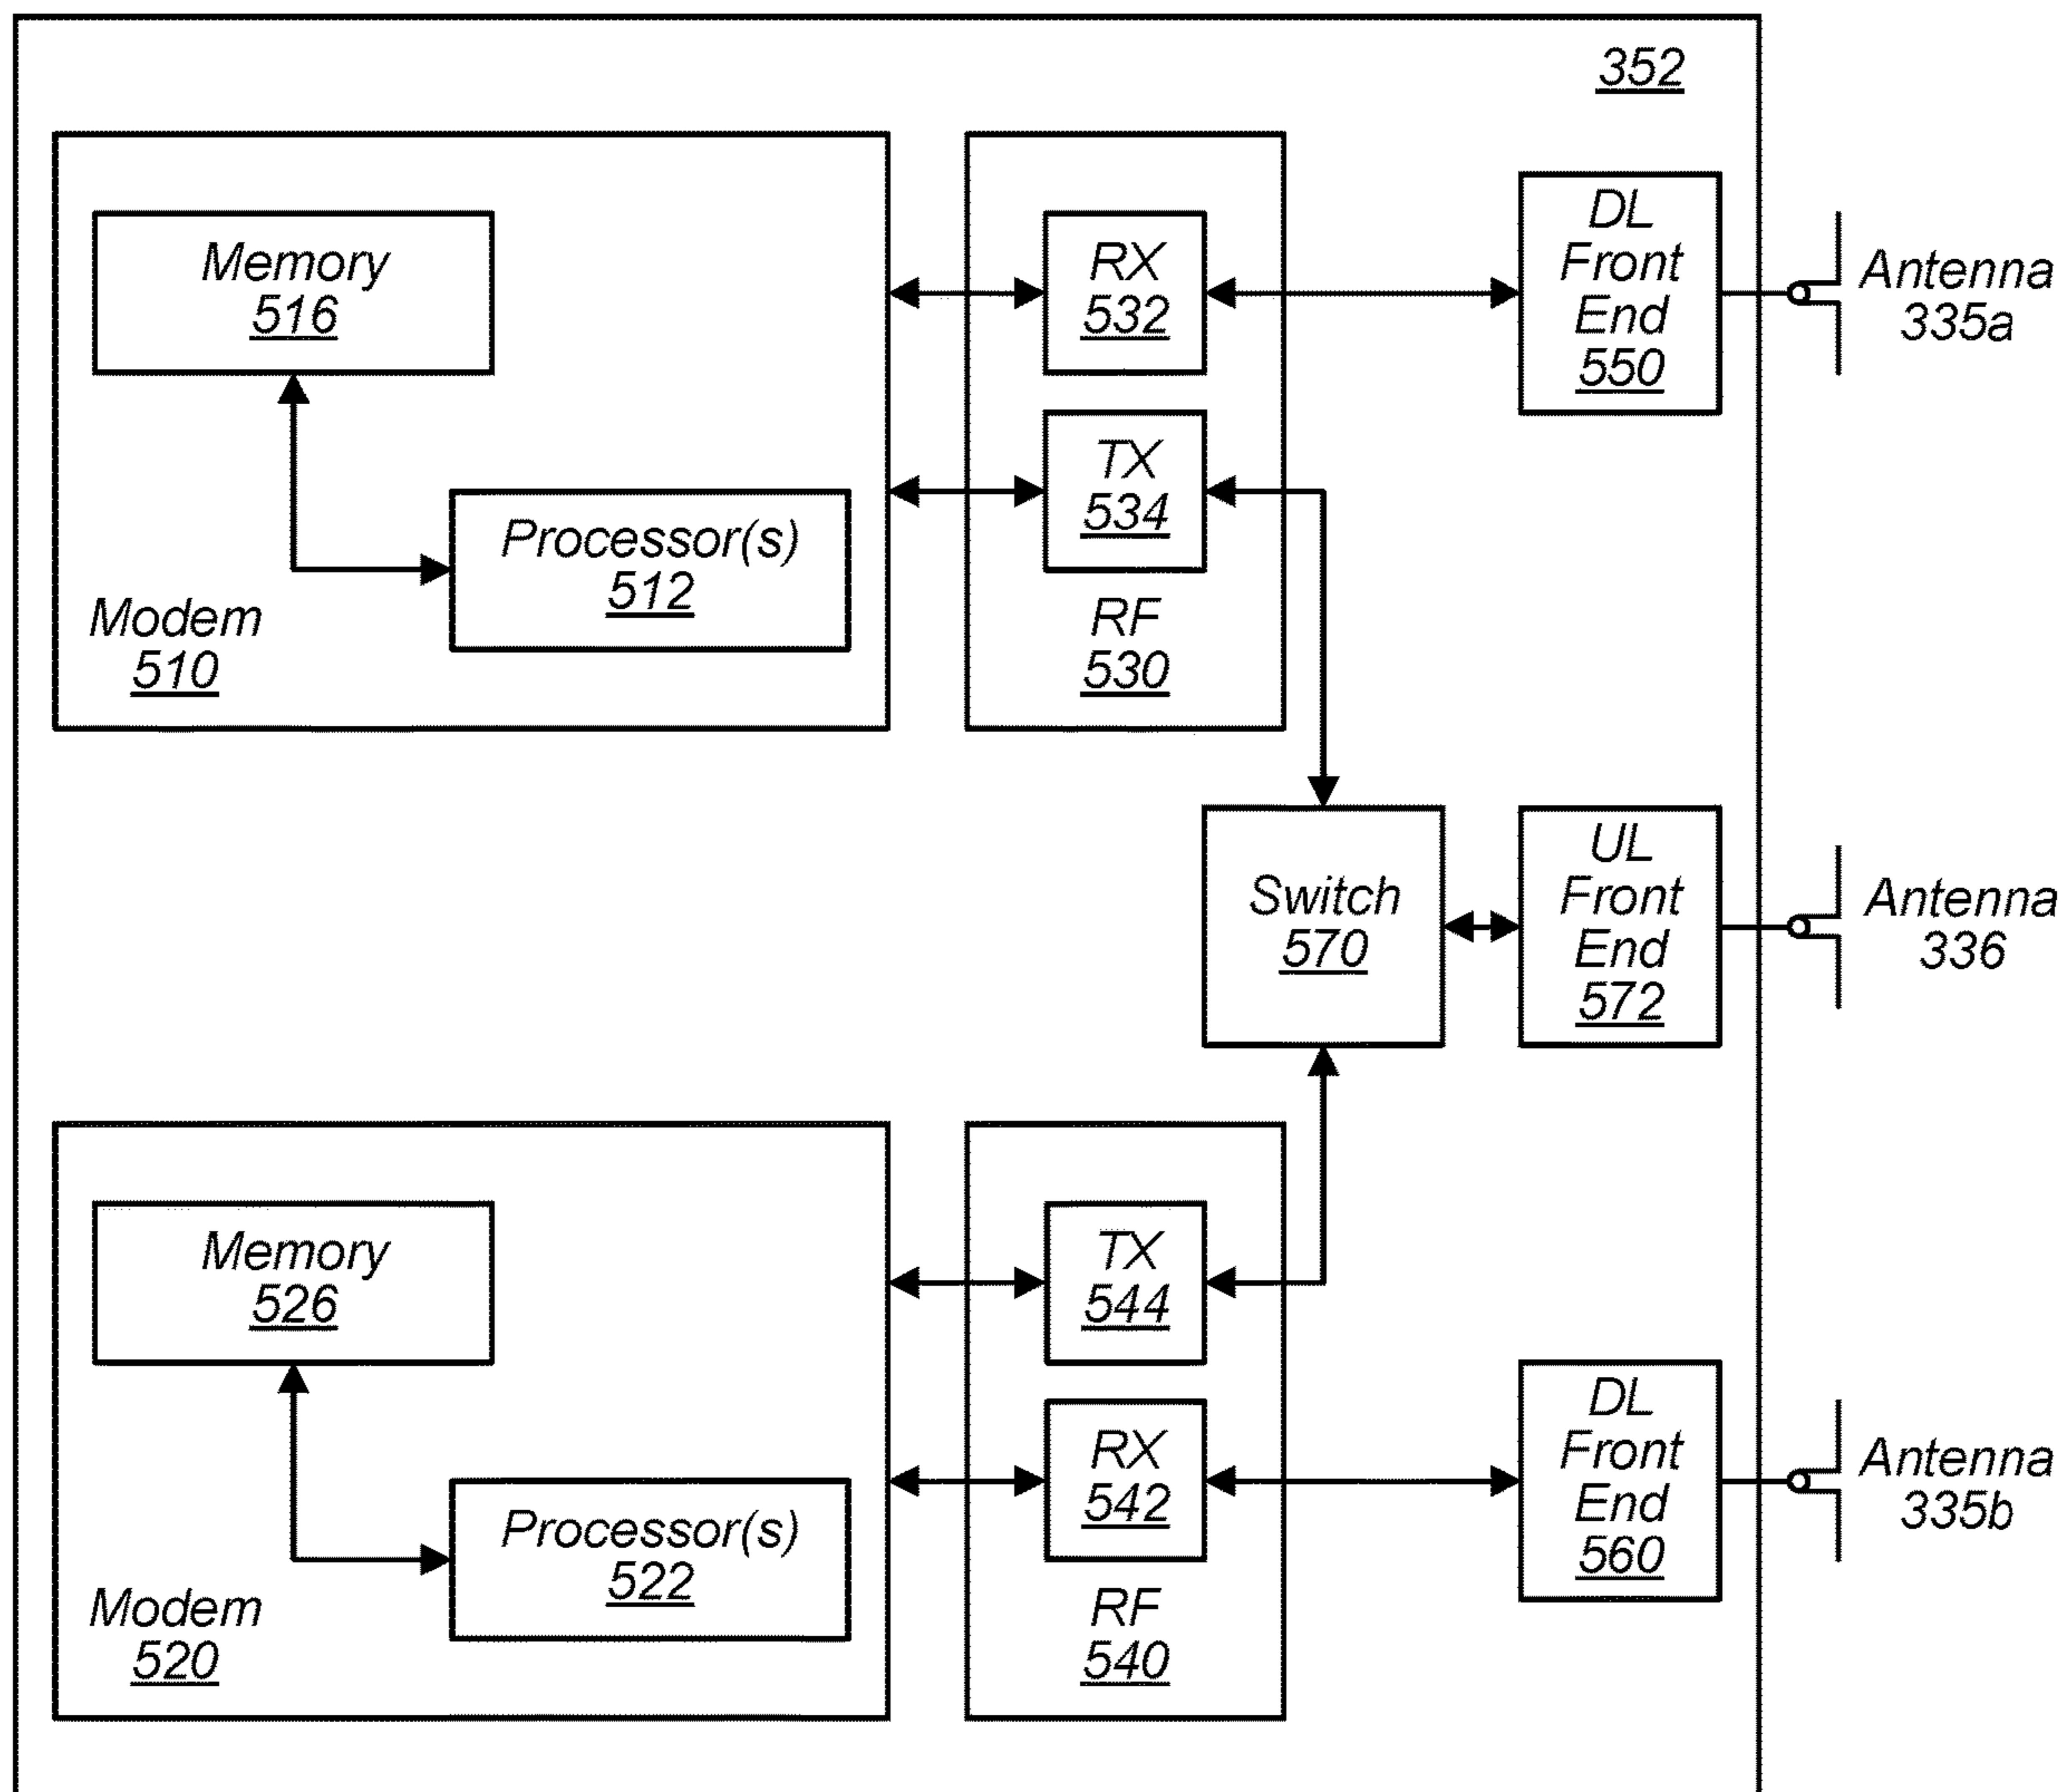 352
Memory
516
Processor(s)
512
Modem
510
RX
532
TX
534
RF
530
DL
Front
End
550
Antenna
335a
Switch
570
UL
Front
End
572
Antenna
336
Memory
526
Processor(s)
522
Modem
520
TX
544
RX
542
RF
540
DL
Front
End
560
Antenna
335b